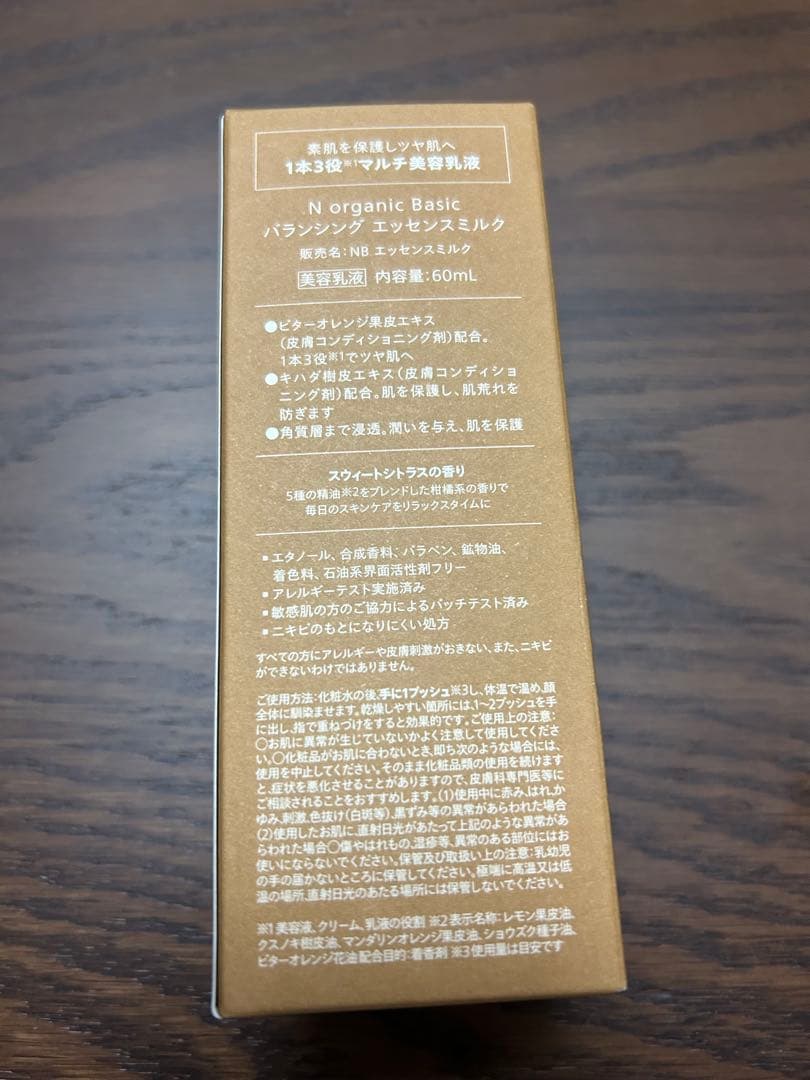 素肌を保護しツヤ肌へ
1本3役※1マルチ美容乳液
N organic Basic
バランシング エッセンスミルク
販売名:NB エッセンスミルク
美容乳液 内容量:60mL
●ビターオレンジ果皮エキス
(皮膚コンディショニング剤)配合。
1本3役※1でツヤ肌へ
●キハダ樹皮エキス(皮膚コンディショ
ニング剤)配合。肌を保護し、肌荒れを
防ぎます
●角質層まで浸透。潤いを与え、肌を保護
スウィートシトラスの香り
5種の精油※2をブレンドした柑橘系の香りで
毎日のスキンケアをリラックスタイムに
▪エタノール、合成香料、パラベン、鉱物油、
着色料、石油系界面活性剤フリー
▪アレルギーテスト実施済み
▪敏感肌の方のご協力によるパッチテスト済み
▪ニキビのもとになりにくい処方
すべての方にアレルギーや皮膚刺激がおきない、また、ニキビ
ができないわけではありません。
ご使用方法:化粧水の後、手に1プッシュ※3し、体温で温め、顔
全体に馴染ませます。乾燥しやすい箇所には、1〜2プッシュを手
に出し、指で重ねづけをすると効果的です。ご使用上の注意:
○お肌に異常が生じていないかよく注意して使用してくださ
い。○化粧品がお肌に合わないとき、即ち次のような場合には、
使用を中止してください。そのまま化粧品類の使用を続けます
と、症状を悪化させることがありますので、皮膚科専門医等に
ご相談されることをおすすめします。(1)使用中に赤み、はれ、か
ゆみ、刺激、色抜け(白斑等)、黒ずみ等の異常があらわれた場合
(2)使用したお肌に、直射日光があたって上記のような異常があ
らわれた場合○傷やはれもの、湿疹等、異常のある部位にはお
使いにならないでください。保管及び取扱い上の注意:乳幼児
の手の届かないところに保管してください。極端に高温又は低
温の場所、直射日光のあたる場所には保管しないでください。
※1美容液、クリーム、乳液の役割 ※2表示名称:レモン果皮油、
クスノキ樹皮油、マンダリンオレンジ果皮油、ショウズク種子油、
ビターオレンジ花油 配合目的:着香剤 ※3使用量は目安です